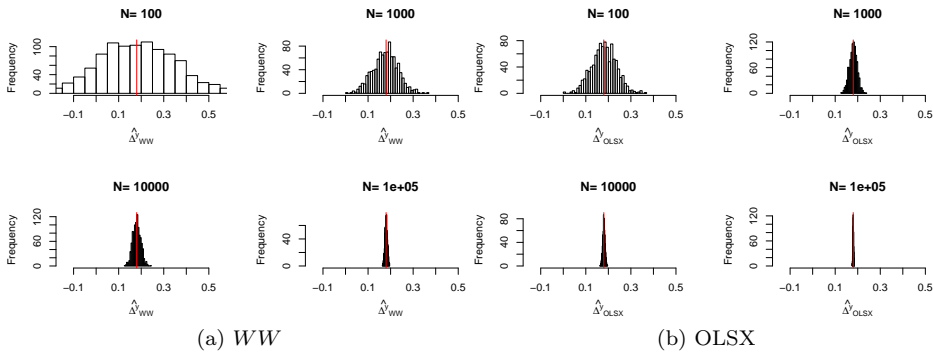 N= 100
Frequency
0 40 100
−0.1 0.1 0.3 0.5
Δ̂ʸ_WW
N= 1000
Frequency
0 40 80
−0.1 0.1 0.3 0.5
Δ̂ʸ_WW
N= 100
Frequency
0 40 80
−0.1 0.1 0.3 0.5
Δ̂ʸ_OLSX
N= 1000
Frequency
0 60 120
−0.1 0.1 0.3 0.5
Δ̂ʸ_OLSX
N= 10000
Frequency
0 60 120
−0.1 0.1 0.3 0.5
Δ̂ʸ_WW
N= 1e+05
Frequency
0 40
−0.1 0.1 0.3 0.5
Δ̂ʸ_WW
N= 10000
Frequency
0 40 80
−0.1 0.1 0.3 0.5
Δ̂ʸ_OLSX
N= 1e+05
Frequency
0 60 120
−0.1 0.1 0.3 0.5
Δ̂ʸ_OLSX
(a) WW
(b) OLSX